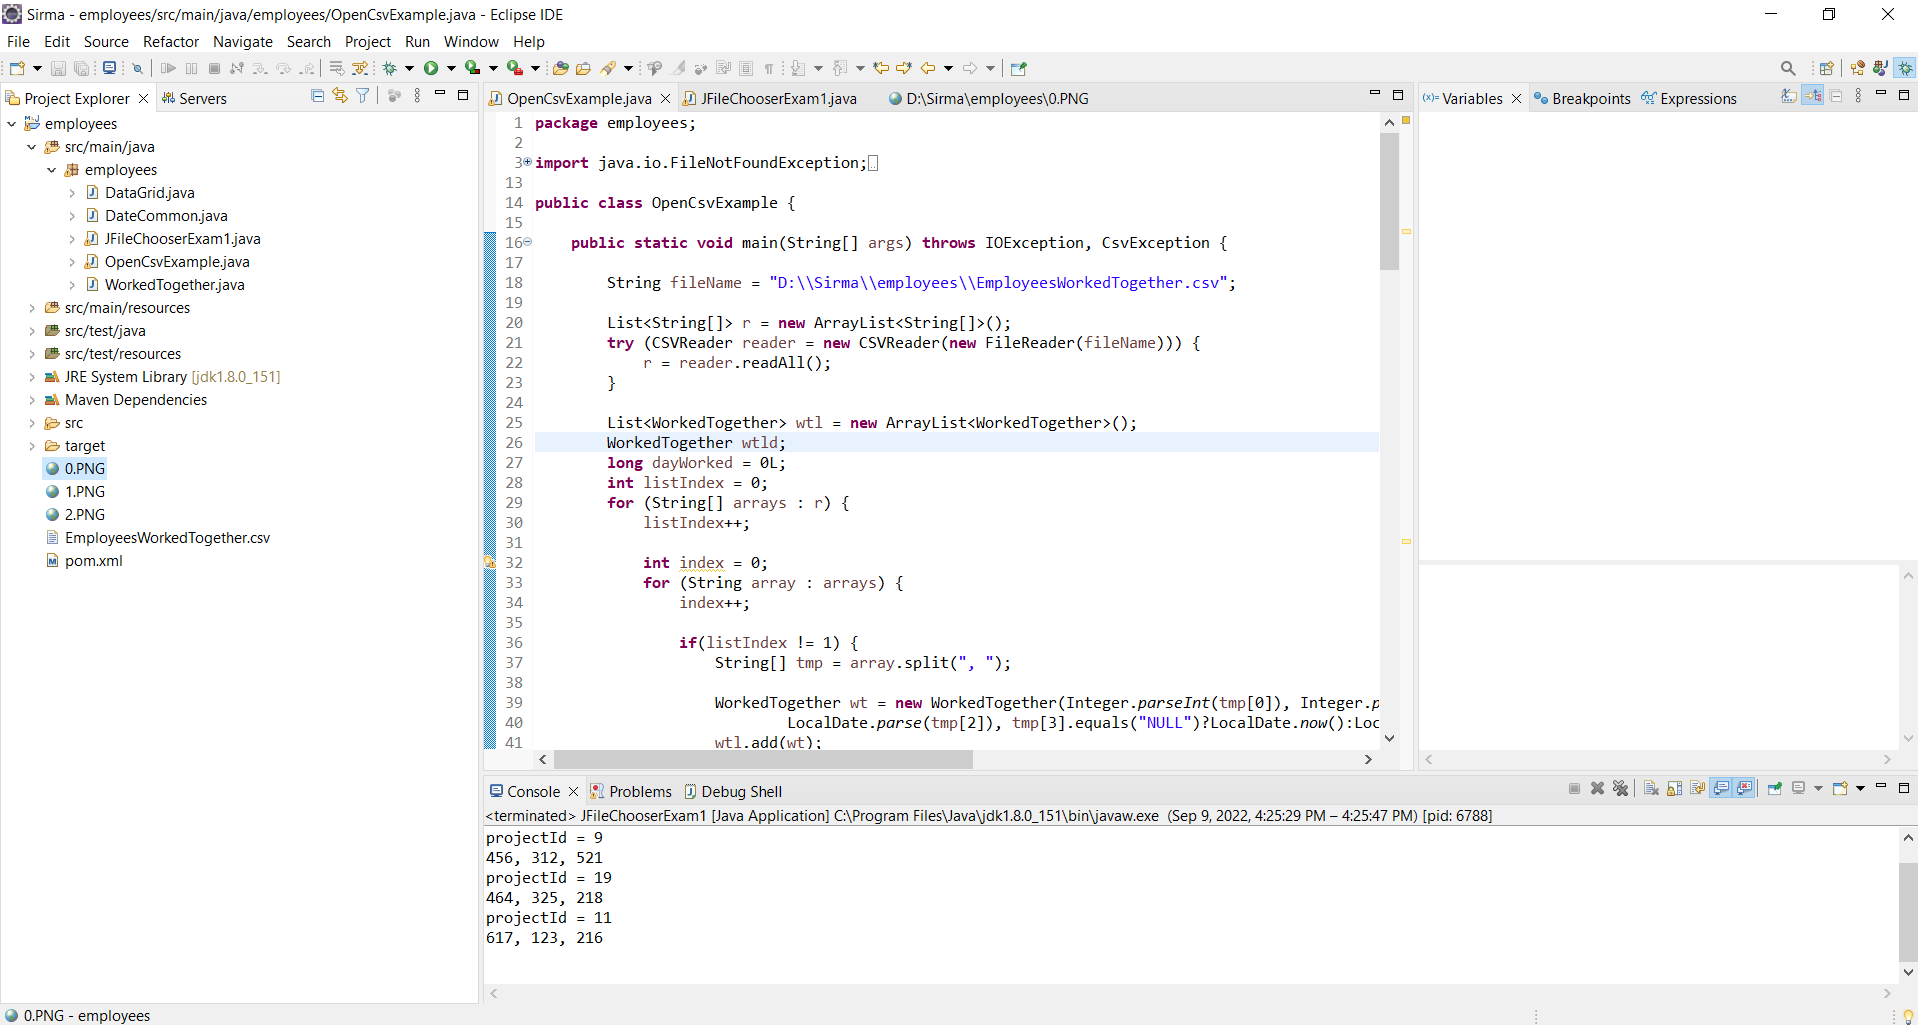 Sirma - employees/src/main/java/employees/OpenCsvExample.java - Eclipse IDE
File Edit Source Refactor Navigate Search Project Run Window Help
Project Explorer
Servers
employees
src/main/java
employees
DataGrid.java
DateCommon.java
JFileChooserExam1.java
OpenCsvExample.java
WorkedTogether.java
src/main/resources
src/test/java
src/test/resources
JRE System Library [jdk1.8.0_151]
Maven Dependencies
src
target
0.PNG
1.PNG
2.PNG
EmployeesWorkedTogether.csv
pom.xml
OpenCsvExample.java
JFileChooserExam1.java
D:\Sirma\employees\0.PNG
1 package employees;
2
3 import java.io.FileNotFoundException;
13
14 public class OpenCsvExample {
15
16 public static void main(String[] args) throws IOException, CsvException {
17
18 String fileName = "D:\\Sirma\\employees\\EmployeesWorkedTogether.csv";
19
20 List<String[]> r = new ArrayList<String[]>();
21 try (CSVReader reader = new CSVReader(new FileReader(fileName))) {
22 r = reader.readAll();
23 }
24
25 List<WorkedTogether> wtl = new ArrayList<WorkedTogether>();
26 WorkedTogether wtld;
27 long dayWorked = 0L;
28 int listIndex = 0;
29 for (String[] arrays : r) {
30 listIndex++;
31
32 int index = 0;
33 for (String array : arrays) {
34 index++;
35
36 if(listIndex != 1) {
37 String[] tmp = array.split(", ");
38
39 WorkedTogether wt = new WorkedTogether(Integer.parseInt(tmp[0]), Integer.p
40 LocalDate.parse(tmp[2]), tmp[3].equals("NULL")?LocalDate.now():Loc
41 wtl.add(wt);
(x)= Variables
Breakpoints
Expressions
Console
Problems
Debug Shell
<terminated> JFileChooserExam1 [Java Application] C:\Program Files\Java\jdk1.8.0_151\bin\javaw.exe (Sep 9, 2022, 4:25:29 PM – 4:25:47 PM) [pid: 6788]
projectId = 9
456, 312, 521
projectId = 19
464, 325, 218
projectId = 11
617, 123, 216
0.PNG - employees